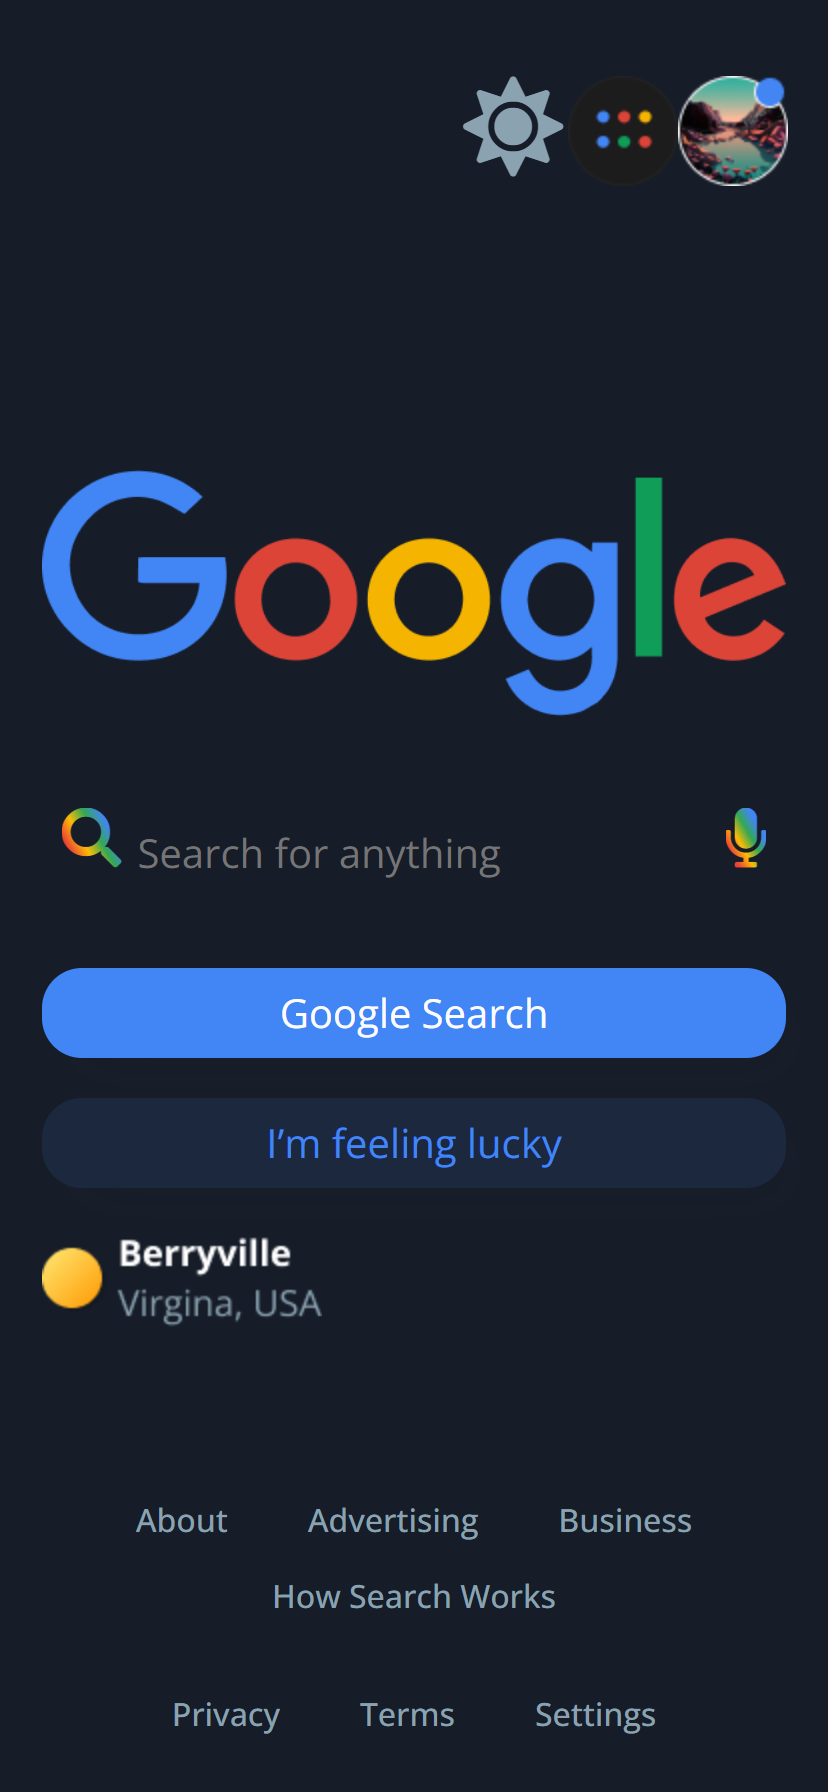 Google
Search for anything
Google Search
I’m feeling lucky
Berryville
Virgina, USA
About Advertising Business
How Search Works
Privacy Terms Settings